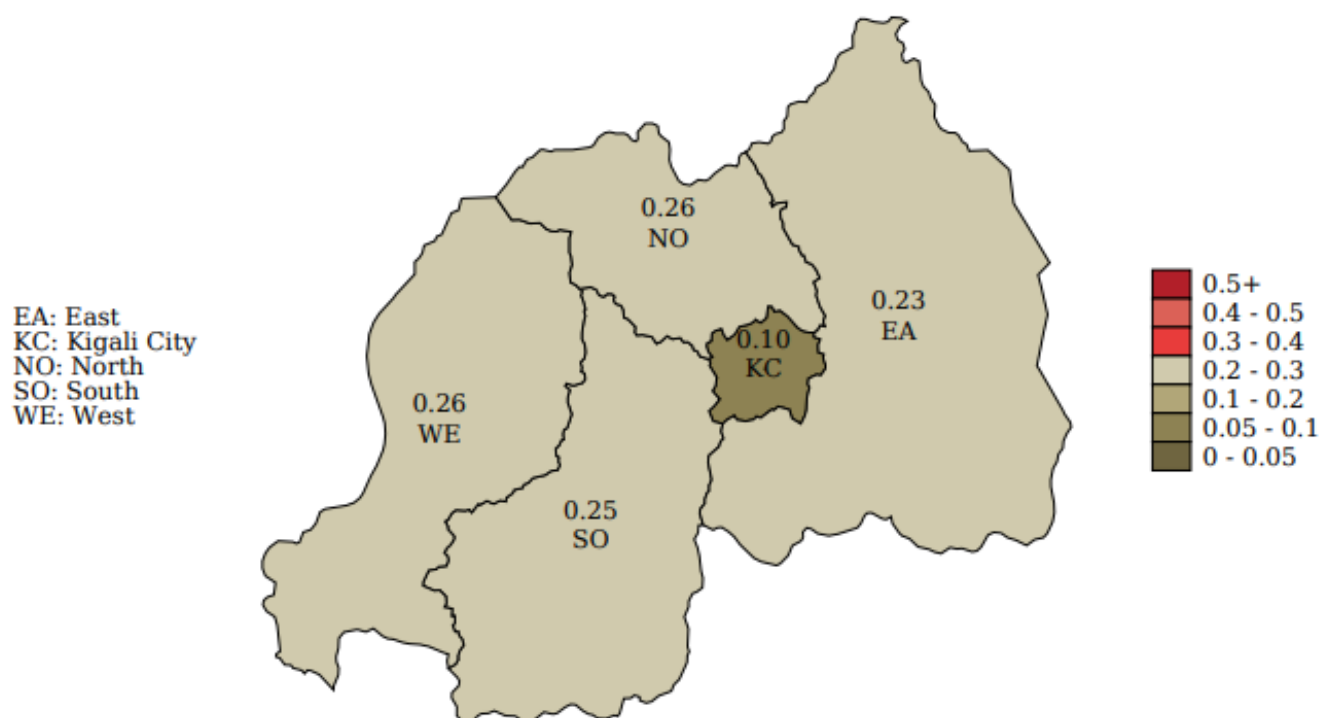 0.26
NO
0.23
EA
0.10
KC
0.26
WE
0.25
SO
EA: East
KC: Kigali City
NO: North
SO: South
WE: West
0.5+
0.4 - 0.5
0.3 - 0.4
0.2 - 0.3
0.1 - 0.2
0.05 - 0.1
0 - 0.05